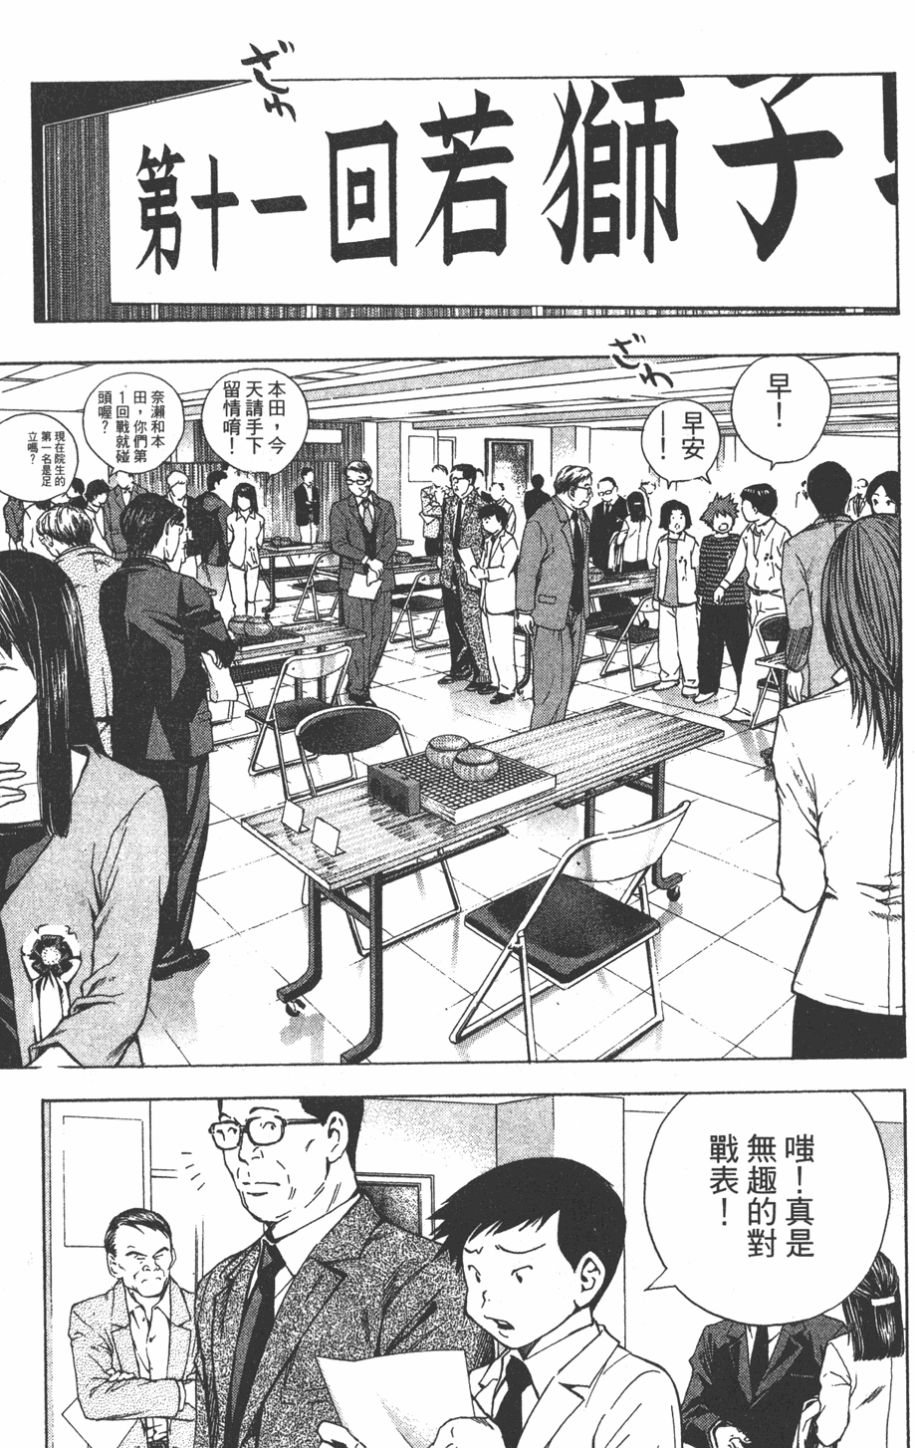 ざわ
第十一回若獅子
ざわ
早！
早安
｜！
本田，今
天請手下
留情唷！
奈瀨和本
田，你們第
1回戰就碰
頭喔？
現在院生的
第一名是足
立嗎？
嗤！真是
無趣的對
戰表！